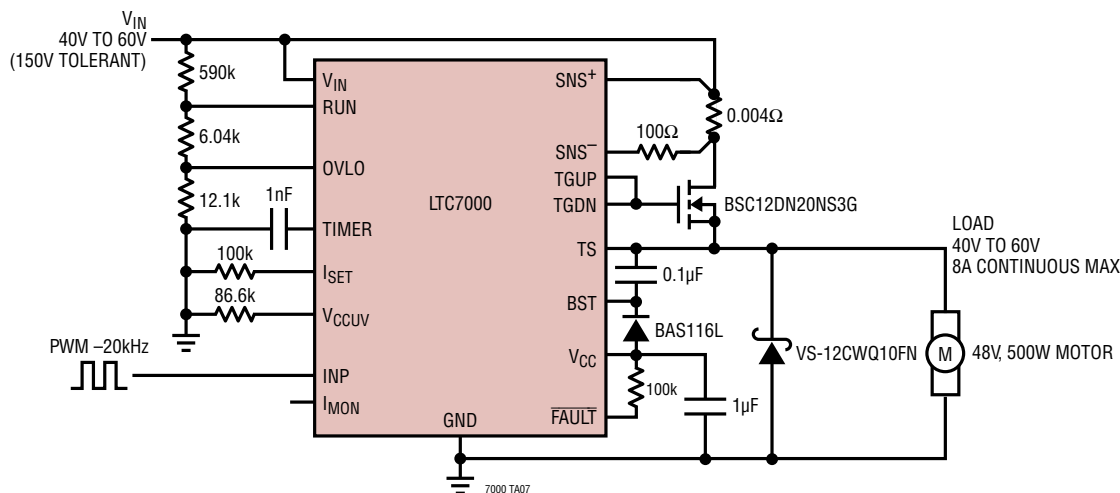 V_IN
40V TO 60V
(150V TOLERANT)
590k
6.04k
12.1k
1nF
100k
86.6k
PWM –20kHz
V_IN
RUN
OVLO
TIMER
I_SET
V_CCUV
INP
I_MON
LTC7000
GND
SNS⁺
SNS⁻
TGUP
TGDN
TS
BST
V_CC
FAULT
100Ω
0.004Ω
BSC12DN20NS3G
0.1µF
BAS116L
100k
1µF
VS-12CWQ10FN
LOAD
40V TO 60V
8A CONTINUOUS MAX
M
48V, 500W MOTOR
7000 TA07